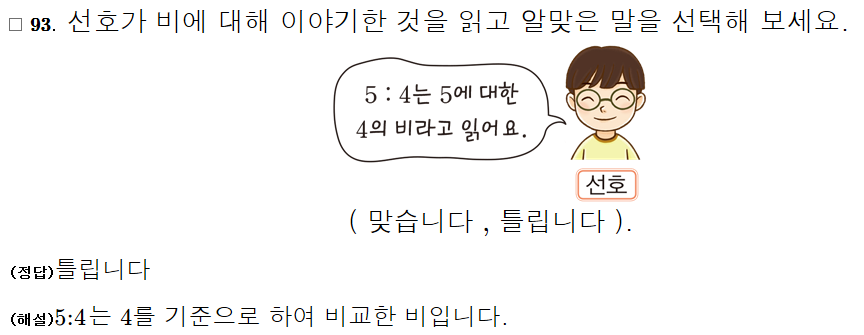 □ 93. 선호가 비에 대해 이야기한 것을 읽고 알맞은 말을 선택해 보세요.
5 : 4는 5에 대한
4의 비라고 읽어요.
선호
( 맞습니다 , 틀립니다 ).
(정답)틀립니다
(해설)5:4는 4를 기준으로 하여 비교한 비입니다.